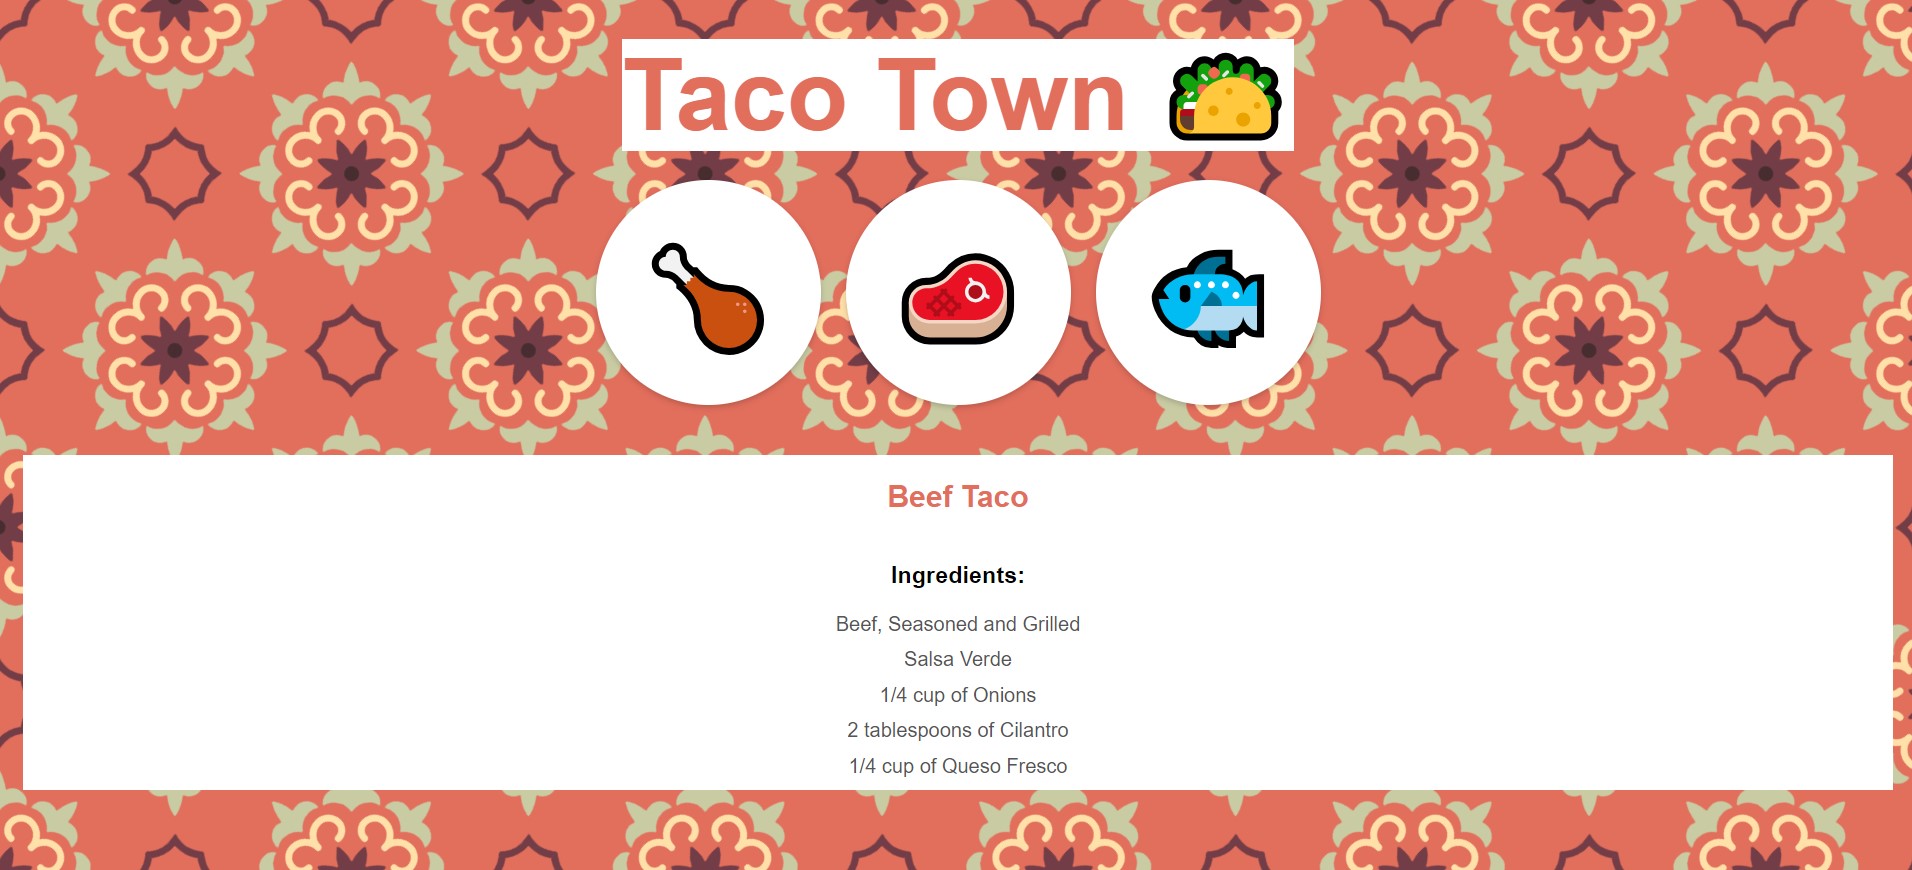 Taco Town
Beef Taco
Ingredients:
Beef, Seasoned and Grilled
Salsa Verde
1/4 cup of Onions
2 tablespoons of Cilantro
1/4 cup of Queso Fresco